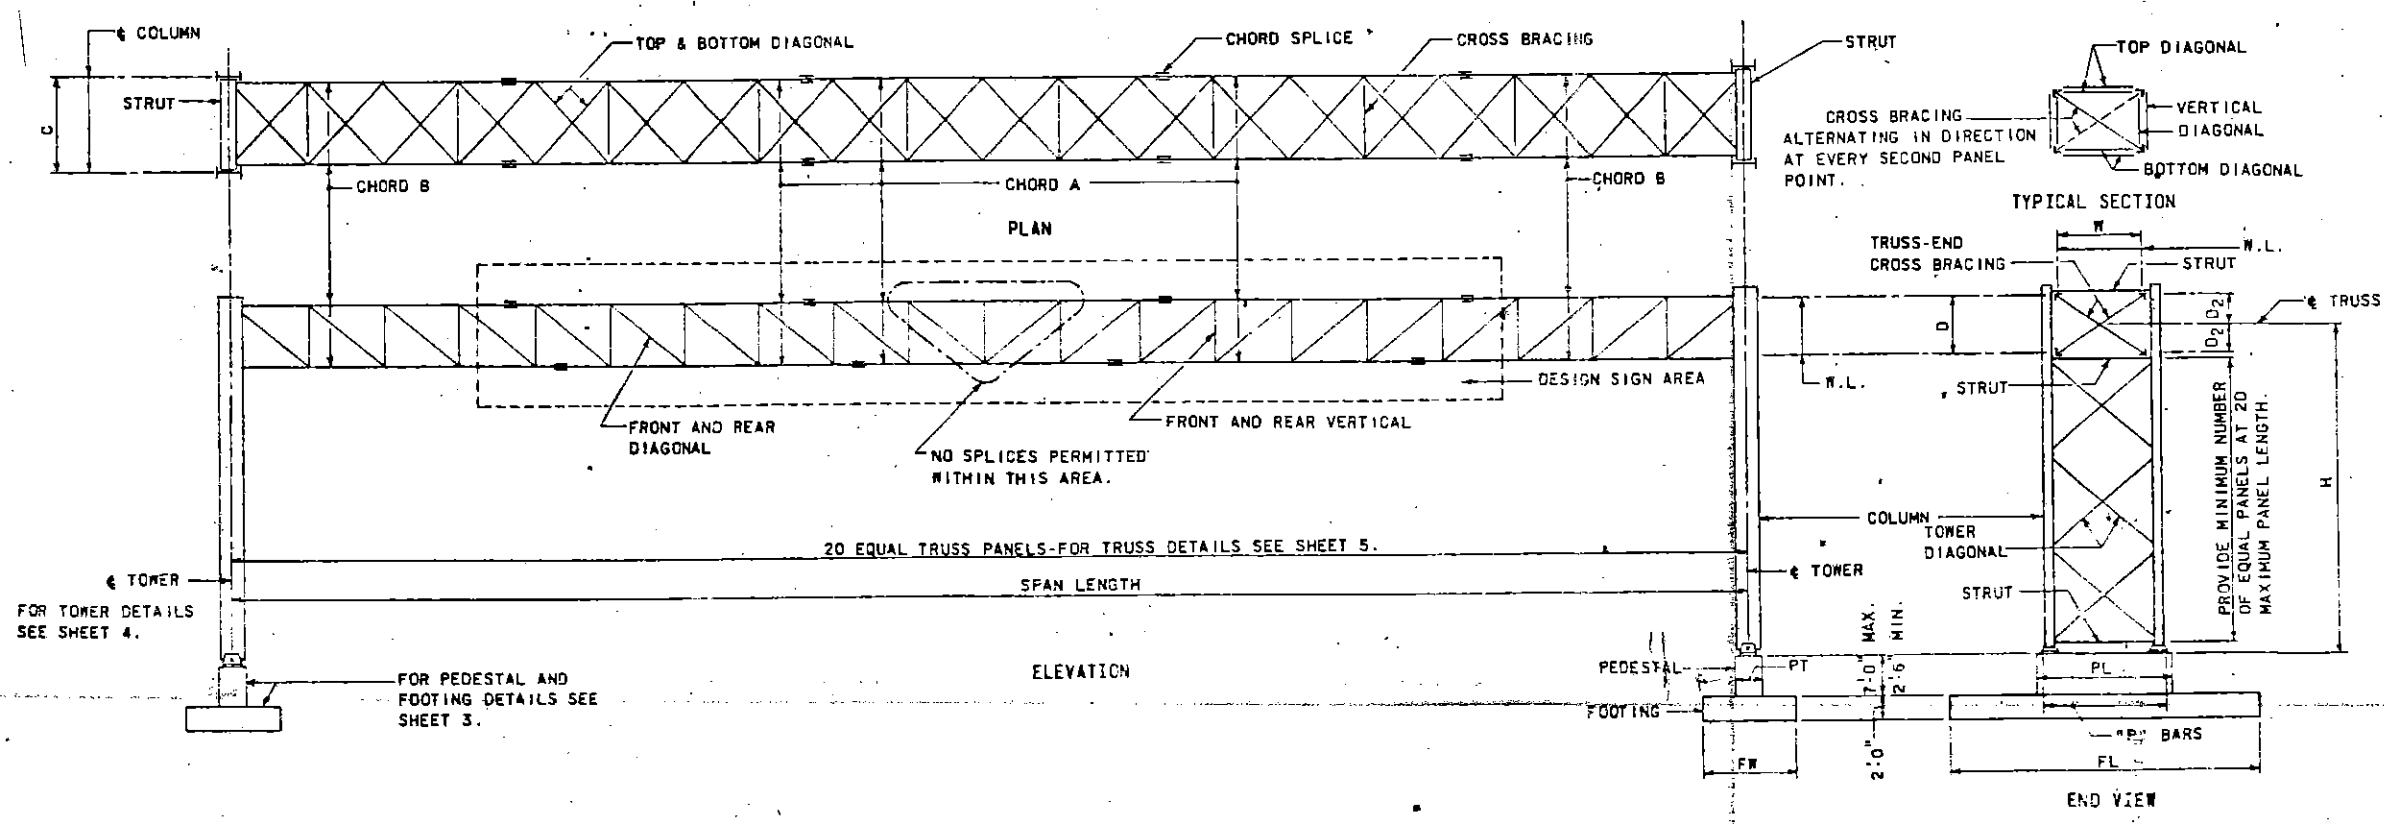 ℄ COLUMN
TOP & BOTTOM DIAGONAL
CHORD SPLICE
CROSS BRACING
STRUT
TOP DIAGONAL
STRUT
C
CROSS BRACING
ALTERNATING IN DIRECTION
AT EVERY SECOND PANEL
POINT.
VERTICAL
DIAGONAL
BOTTOM DIAGONAL
CHORD B
CHORD A
CHORD B
TYPICAL SECTION
PLAN
W
TRUSS-END
CROSS BRACING
W.L.
STRUT
℄ TRUSS
D
D2
D2
DESIGN SIGN AREA
W.L.
STRUT
FRONT AND REAR
DIAGONAL
FRONT AND REAR VERTICAL
NO SPLICES PERMITTED
WITHIN THIS AREA.
PROVIDE MINIMUM NUMBER
OF EQUAL PANELS AT 2D
MAXIMUM PANEL LENGTH.
H
COLUMN
TOWER
DIAGONAL
20 EQUAL TRUSS PANELS-FOR TRUSS DETAILS SEE SHEET 5.
℄ TOWER
SPAN LENGTH
℄ TOWER
STRUT
FOR TOWER DETAILS
SEE SHEET 4.
ELEVATION
FOR PEDESTAL AND
FOOTING DETAILS SEE
SHEET 3.
PEDESTAL
PT
7'-0" MAX.
2'-6" MIN.
PL
FOOTING
2'-0"
BARS
FW
FL
END VIEW